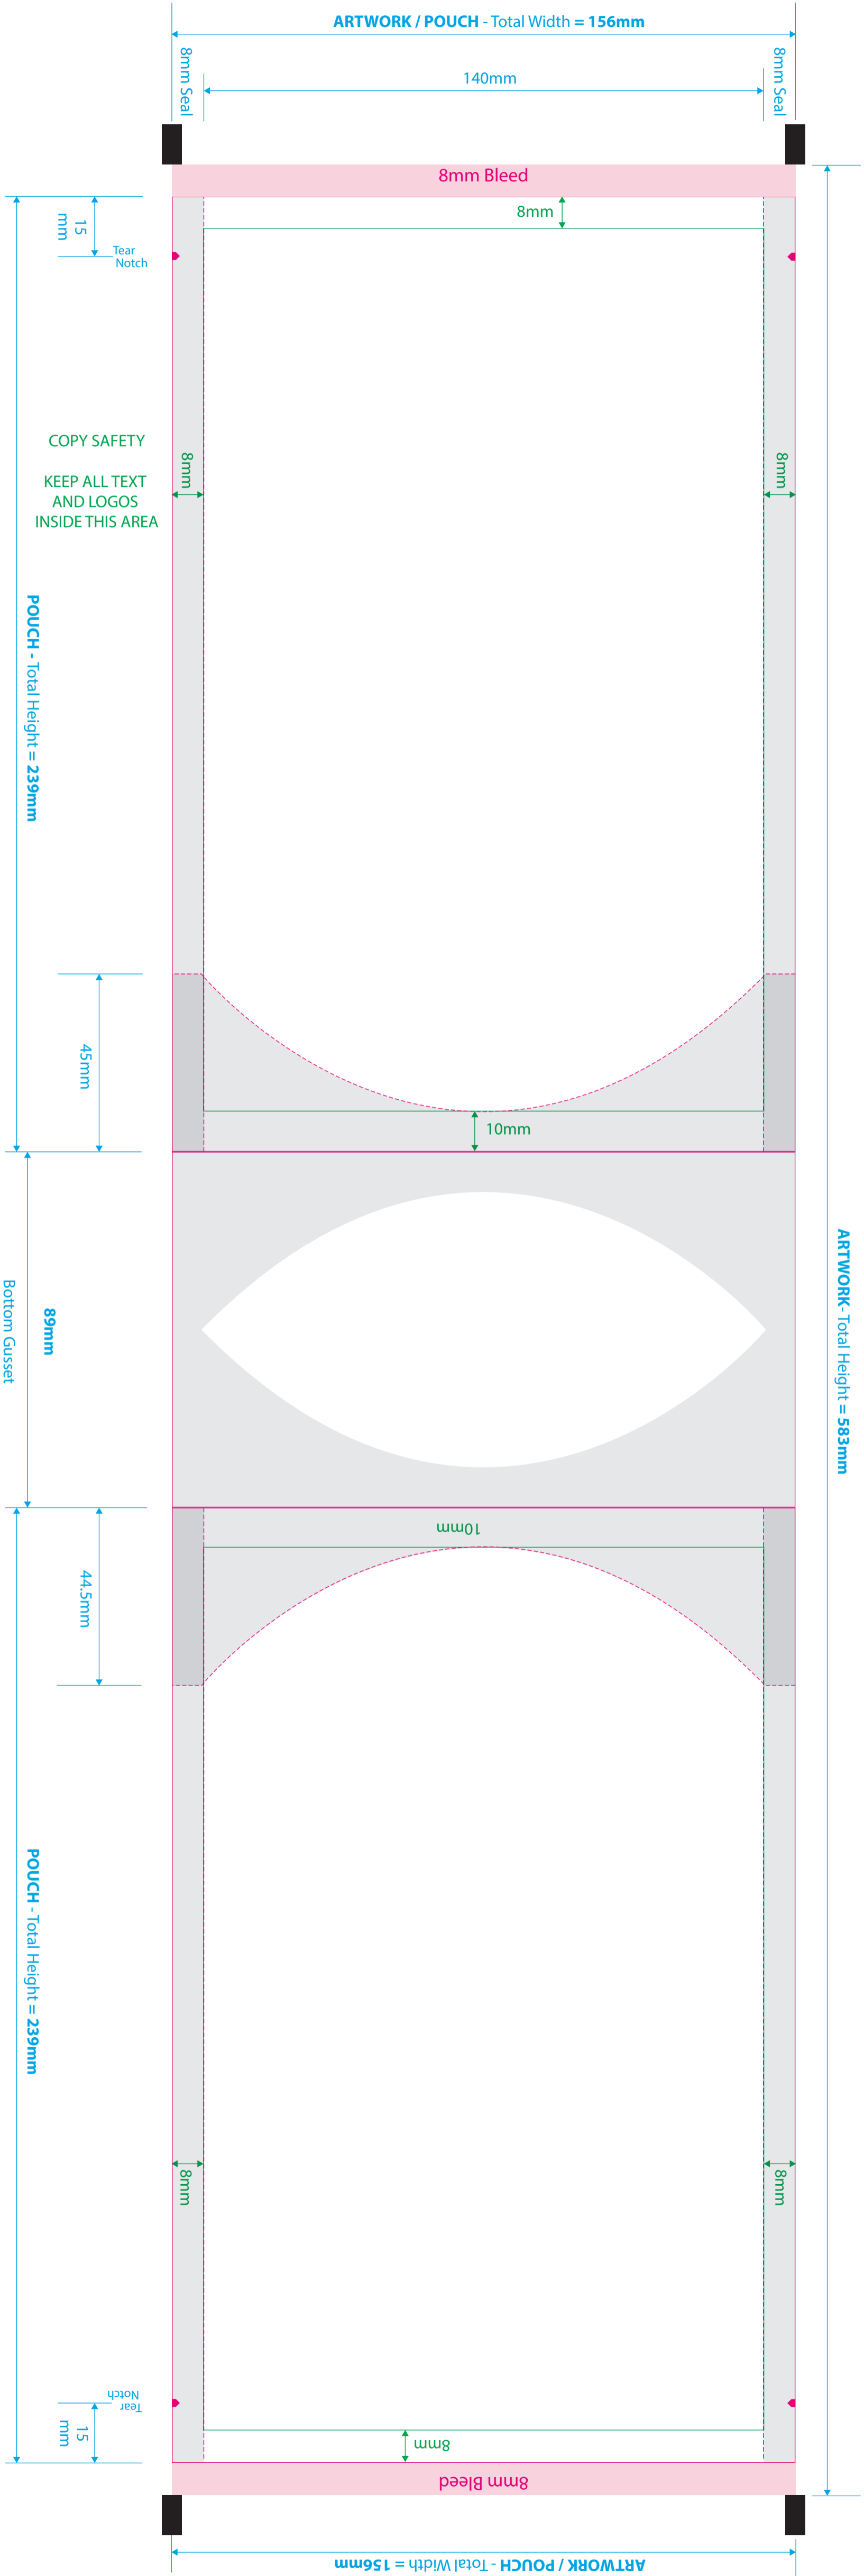 ARTWORK / POUCH - Total Width = 156mm
8mm Seal
140mm
8mm Seal
8mm Bleed
8mm
15
mm
Tear
Notch
COPY SAFETY
KEEP ALL TEXT
AND LOGOS
INSIDE THIS AREA
8mm
8mm
POUCH - Total Height = 239mm
45mm
10mm
89mm
Bottom Gusset
ARTWORK- Total Height = 583mm
10mm
44.5mm
POUCH - Total Height = 239mm
8mm
8mm
Tear
Notch
15
mm
8mm
8mm Bleed
ARTWORK / POUCH - Total Width = 156mm